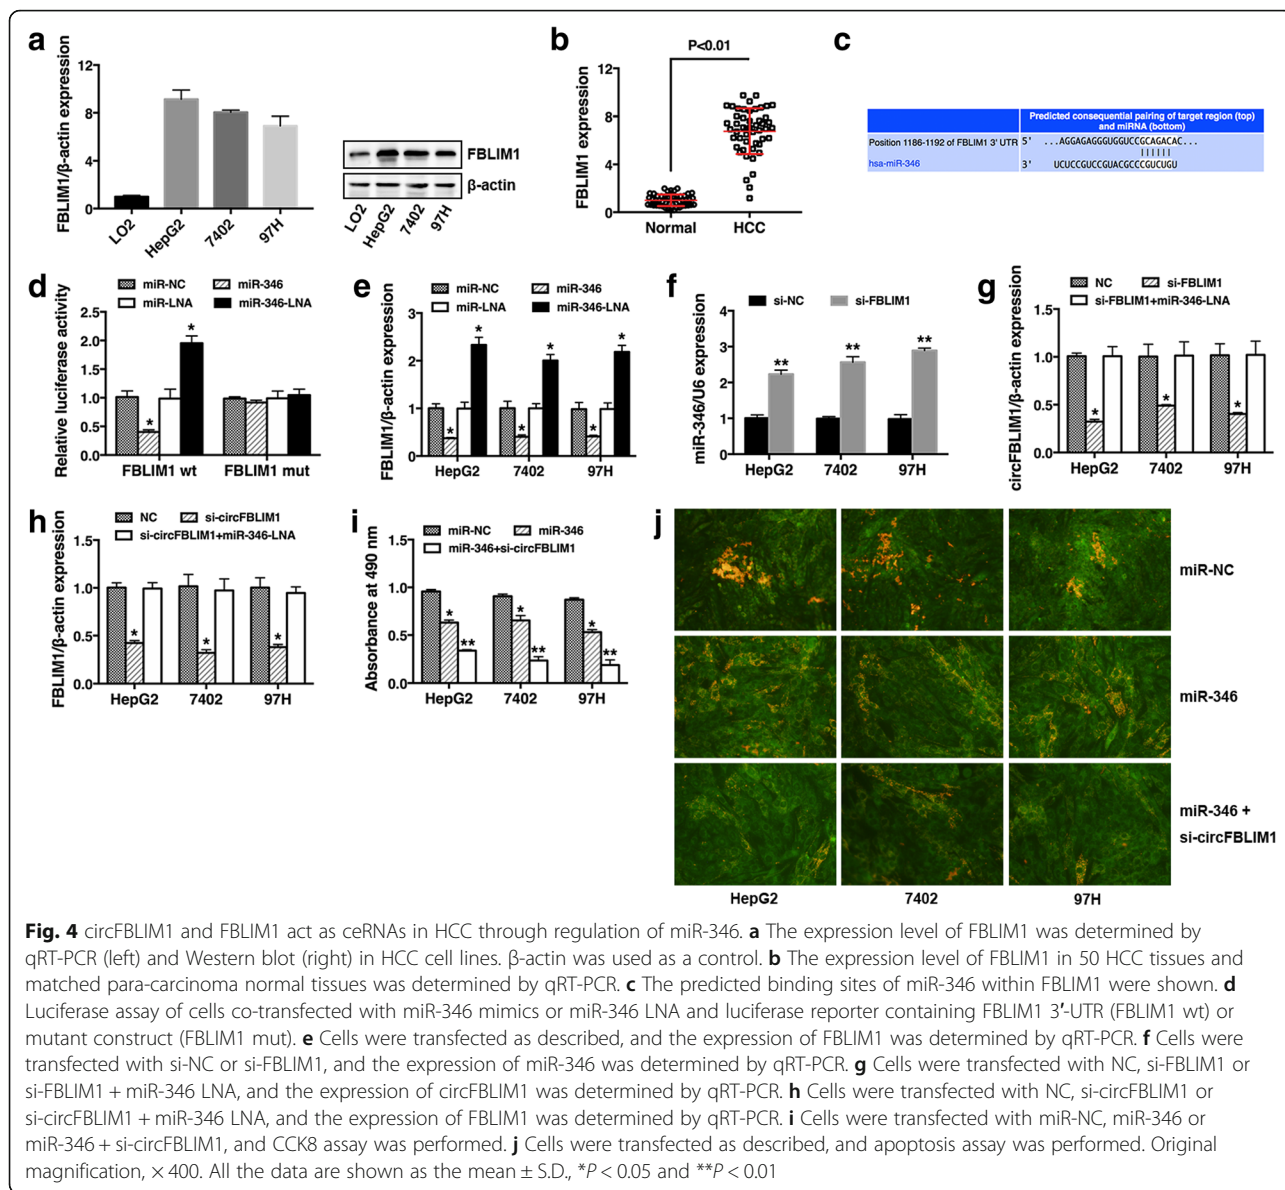 a
FBLIM1/β-actin expression
12
8
4
0
LO2
HepG2
7402
97H
FBLIM1
β-actin
LO2
HepG2
7402
97H
b
P<0.01
FBLIM1 expression
12
8
4
0
Normal
HCC
c
Predicted consequential pairing of target region (top)
and miRNA (bottom)
Position 1186-1192 of FBLIM1 3' UTR 5' ...AGGAGAGGGUGGUCCGCAGACAC...
hsa-miR-346 3' UCUCCGUCCGUACGCCCGUCUGU
d
miR-NC miR-346
miR-LNA miR-346-LNA
Relative luciferase activity
2.5
2.0
1.5
1.0
0.5
0.0
* *
FBLIM1 wt FBLIM1 mut
e
miR-NC miR-346
miR-LNA miR-346-LNA
FBLIM1/β-actin expression
3
2
1
0
* * * * * *
HepG2 7402 97H
f
si-NC si-FBLIM1
miR-346/U6 expression
4
3
2
1
0
** ** **
HepG2 7402 97H
g
NC si-FBLIM1
si-FBLIM1+miR-346-LNA
circFBLIM1/β-actin expression
1.5
1.0
0.5
0.0
* * *
HepG2 7402 97H
h
NC si-circFBLIM1
si-circFBLIM1+miR-346-LNA
FBLIM1/β-actin expression
1.5
1.0
0.5
0.0
* * *
HepG2 7402 97H
i
miR-NC miR-346
miR-346+si-circFBLIM1
Absorbance at 490 nm
1.5
1.0
0.5
0.0
* ** * ** * **
HepG2 7402 97H
j
miR-NC
miR-346
miR-346 +
si-circFBLIM1
HepG2 7402 97H
Fig. 4 circFBLIM1 and FBLIM1 act as ceRNAs in HCC through regulation of miR-346. a The expression level of FBLIM1 was determined by
qRT-PCR (left) and Western blot (right) in HCC cell lines. β-actin was used as a control. b The expression level of FBLIM1 in 50 HCC tissues and
matched para-carcinoma normal tissues was determined by qRT-PCR. c The predicted binding sites of miR-346 within FBLIM1 were shown. d
Luciferase assay of cells co-transfected with miR-346 mimics or miR-346 LNA and luciferase reporter containing FBLIM1 3′-UTR (FBLIM1 wt) or
mutant construct (FBLIM1 mut). e Cells were transfected as described, and the expression of FBLIM1 was determined by qRT-PCR. f Cells were
transfected with si-NC or si-FBLIM1, and the expression of miR-346 was determined by qRT-PCR. g Cells were transfected with NC, si-FBLIM1 or
si-FBLIM1 + miR-346 LNA, and the expression of circFBLIM1 was determined by qRT-PCR. h Cells were transfected with NC, si-circFBLIM1 or
si-circFBLIM1 + miR-346 LNA, and the expression of FBLIM1 was determined by qRT-PCR. i Cells were transfected with miR-NC, miR-346 or
miR-346 + si-circFBLIM1, and CCK8 assay was performed. j Cells were transfected as described, and apoptosis assay was performed. Original
magnification, × 400. All the data are shown as the mean ± S.D., *P < 0.05 and **P < 0.01